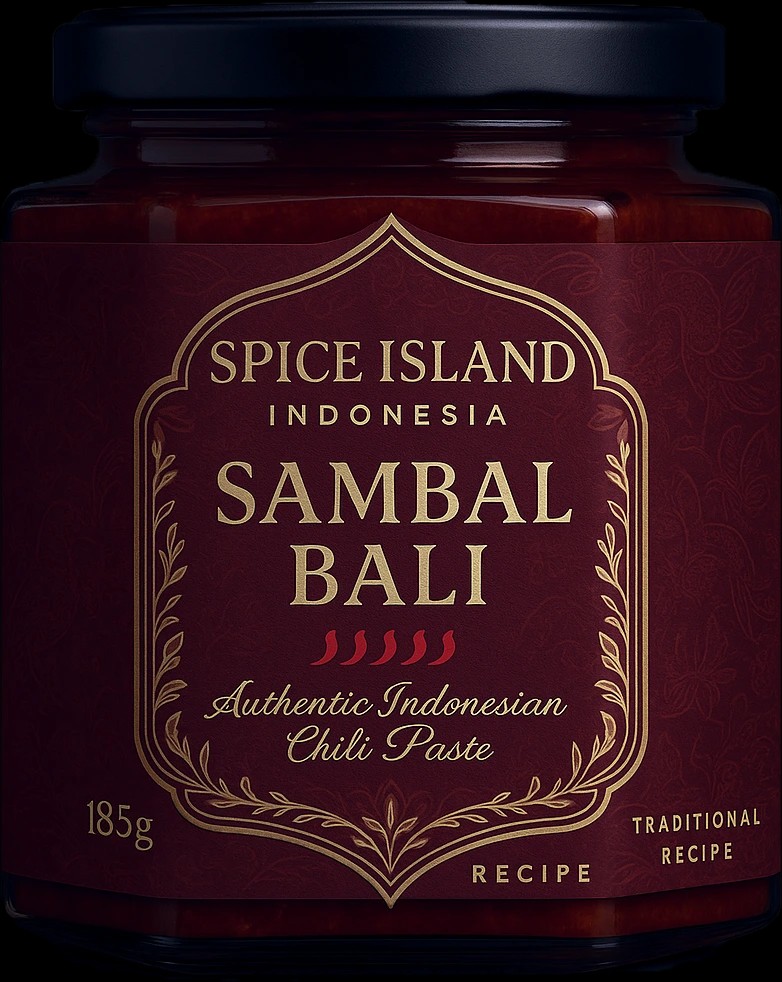 SPICE ISLAND
INDONESIA
SAMBAL
BALI
Authentic Indonesian
Chili Paste
185g
RECIPE
TRADITIONAL
RECIPE